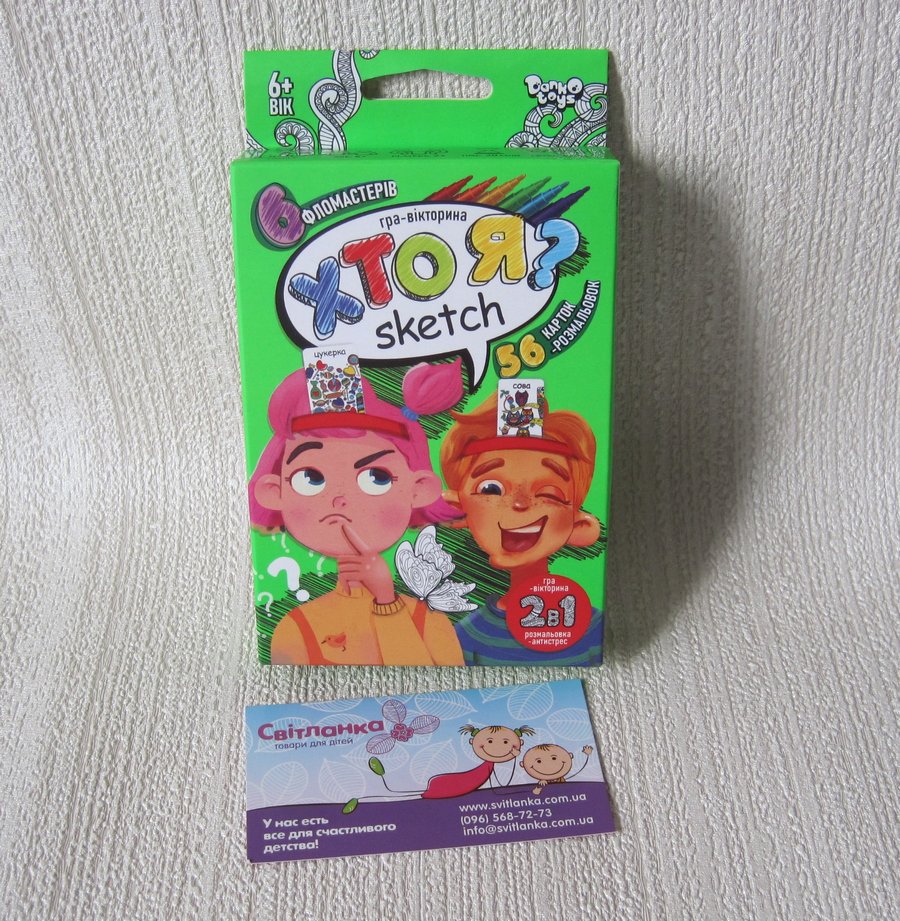 6+
ВІК
Danko
toys
6 ФЛОМАСТЕРІВ
гра-вікторина
ХТО Я?
sketch
56 КАРТОК
-РОЗМАЛЬОВОК
цукерка
сова
гра
-вікторина
2в1
розмальовка
-антистрес
Світланка
товари для дітей
У нас есть
все для счастливого
детства!
www.svitlanka.com.ua
(096) 568-72-73
info@svitlanka.com.ua